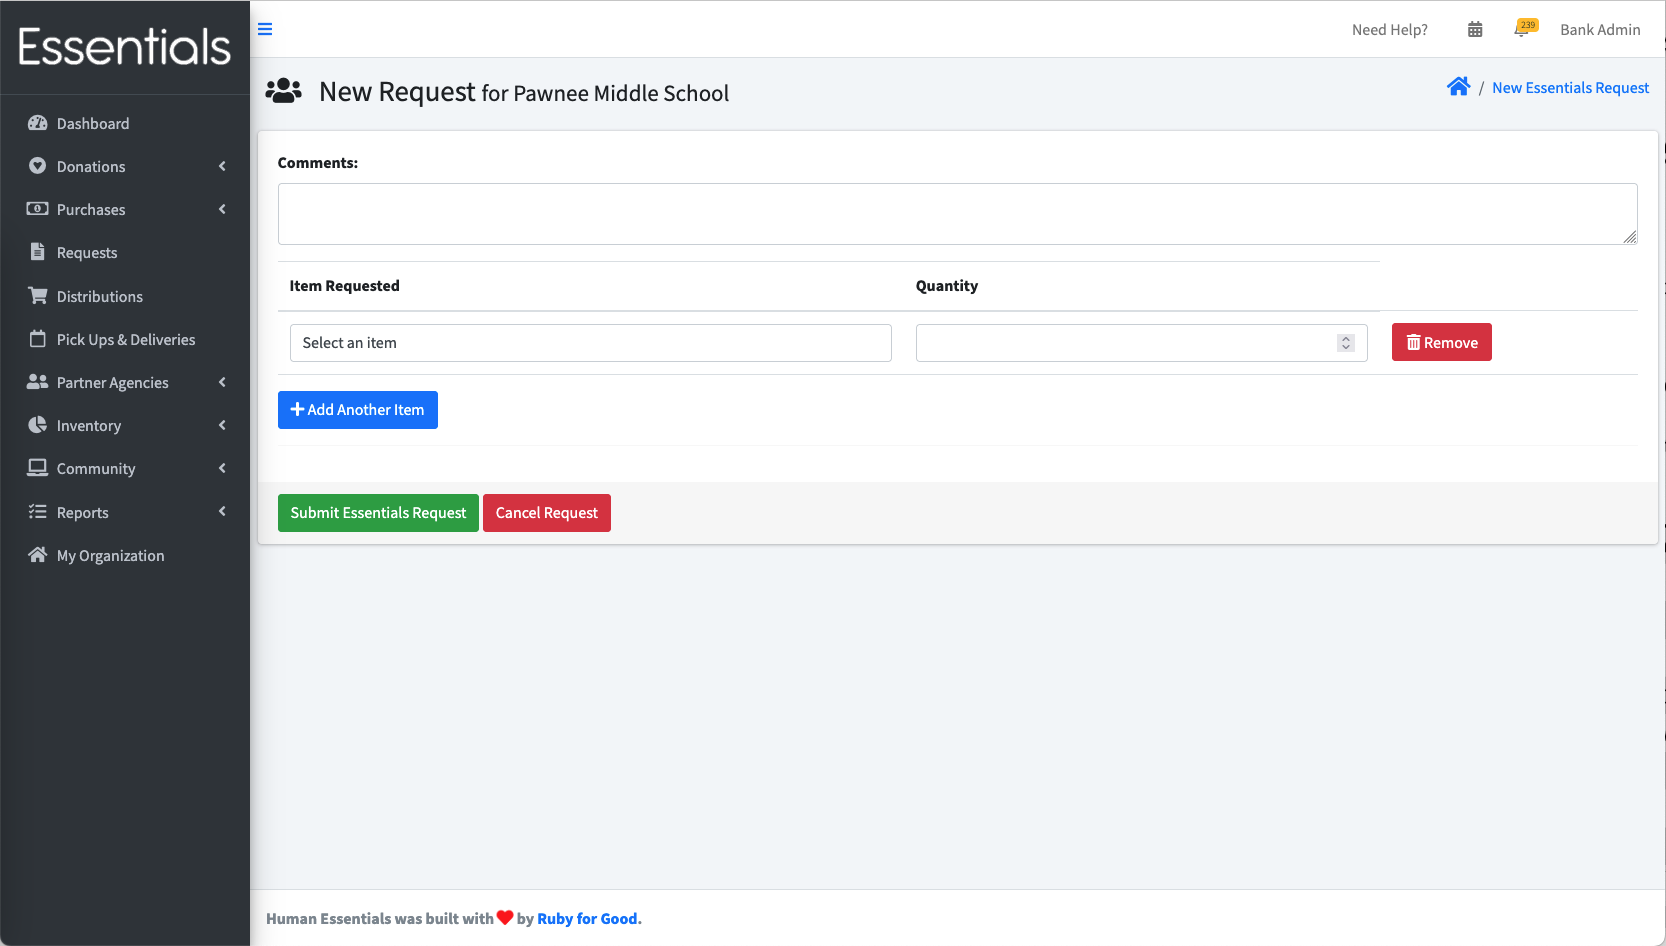 Essentials
Dashboard
Donations
Purchases
Requests
Distributions
Pick Ups & Deliveries
Partner Agencies
Inventory
Community
Reports
My Organization
Need Help?
239
Bank Admin
New Request for Pawnee Middle School
/ New Essentials Request
Comments:
Item Requested Quantity
Select an item
Remove
Add Another Item
Submit Essentials Request
Cancel Request
Human Essentials was built with by Ruby for Good.